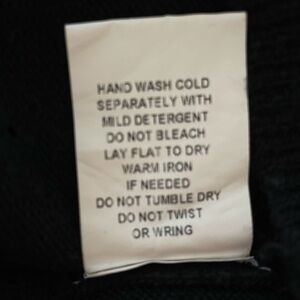 HAND WASH COLD
SEPARATELY WITH
MILD DETERGENT
DO NOT BLEACH
LAY FLAT TO DRY
WARM IRON
IF NEEDED
DO NOT TUMBLE DRY
DO NOT TWIST
OR WRING